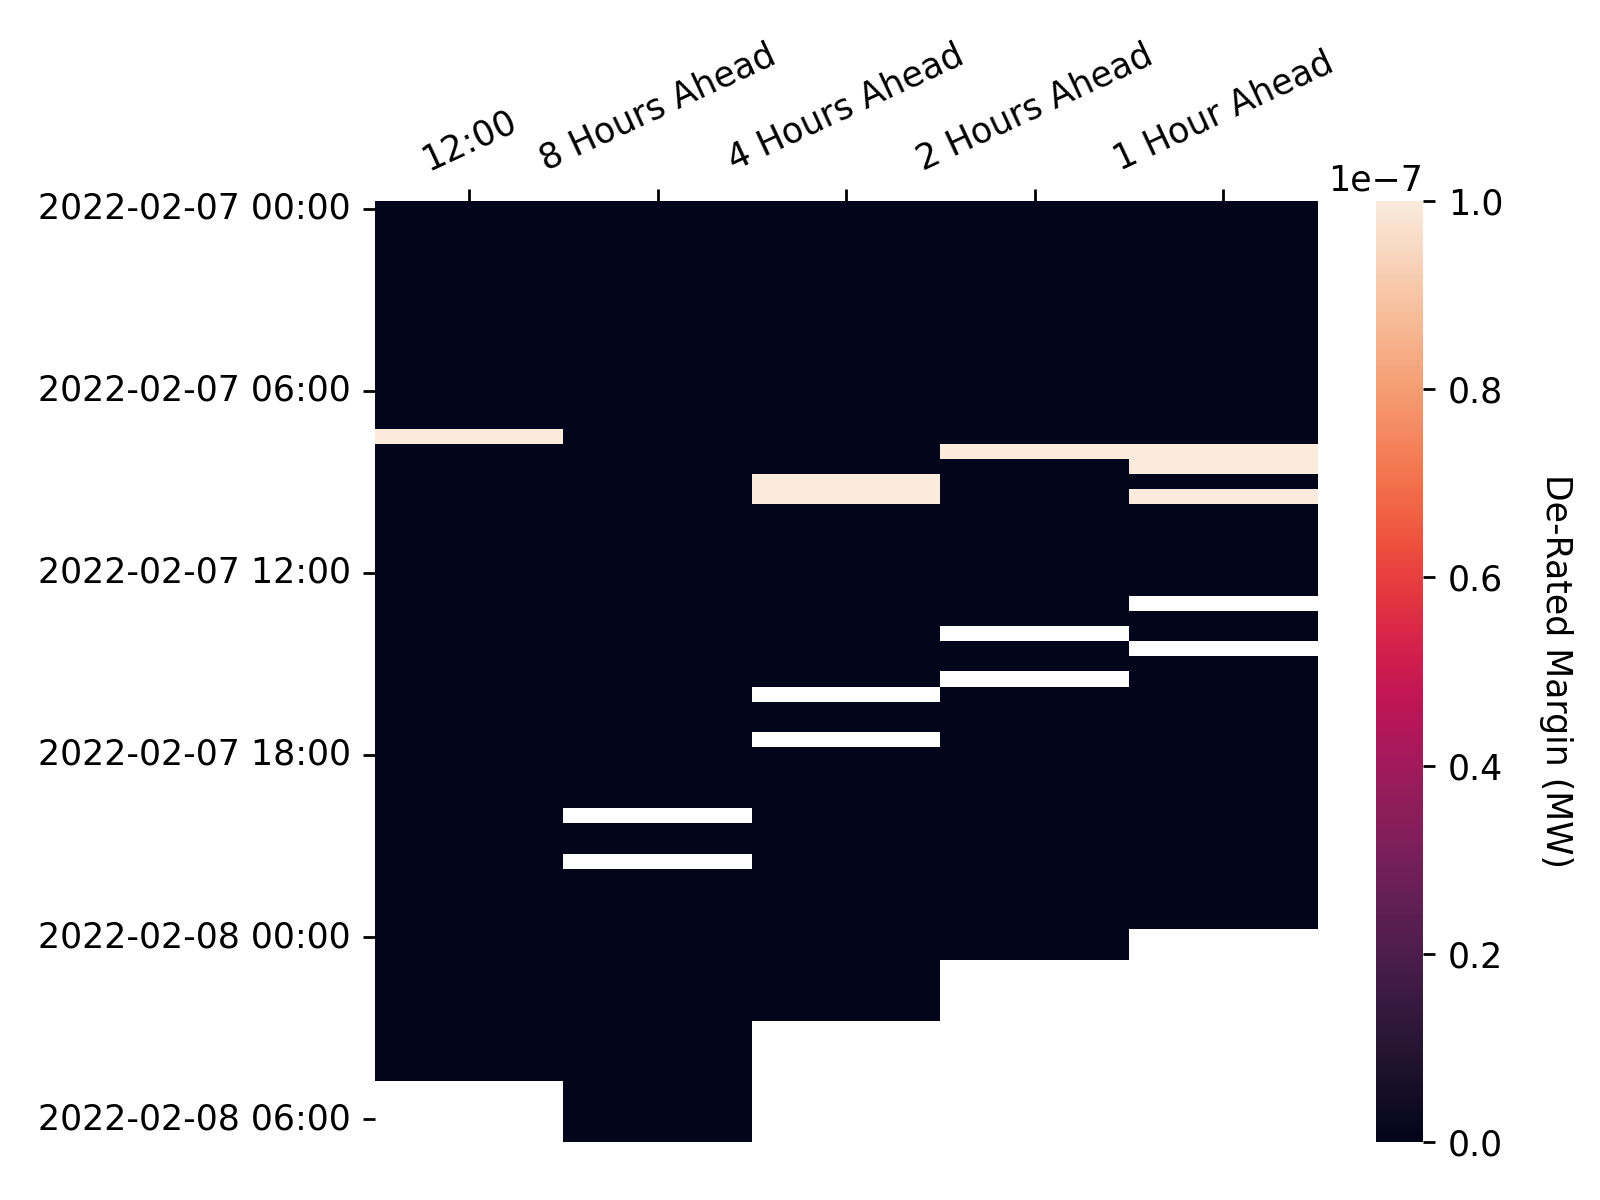 12:00
8 Hours Ahead
4 Hours Ahead
2 Hours Ahead
1 Hour Ahead
2022-02-07 00:00
2022-02-07 06:00
2022-02-07 12:00
2022-02-07 18:00
2022-02-08 00:00
2022-02-08 06:00
1e−7
1.0
0.8
0.6
0.4
0.2
0.0
De-Rated Margin (MW)